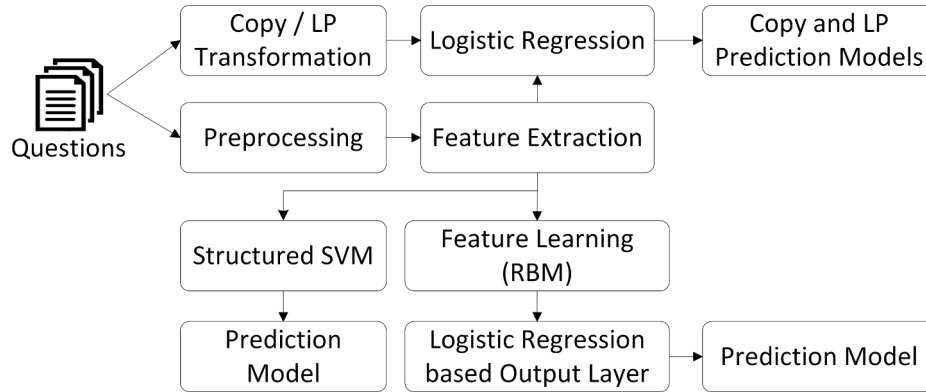 Copy / LP
Transformation
Logistic Regression
Copy and LP
Prediction Models
Questions
Preprocessing
Feature Extraction
Structured SVM
Feature Learning
(RBM)
Prediction
Model
Logistic Regression
based Output Layer
Prediction Model